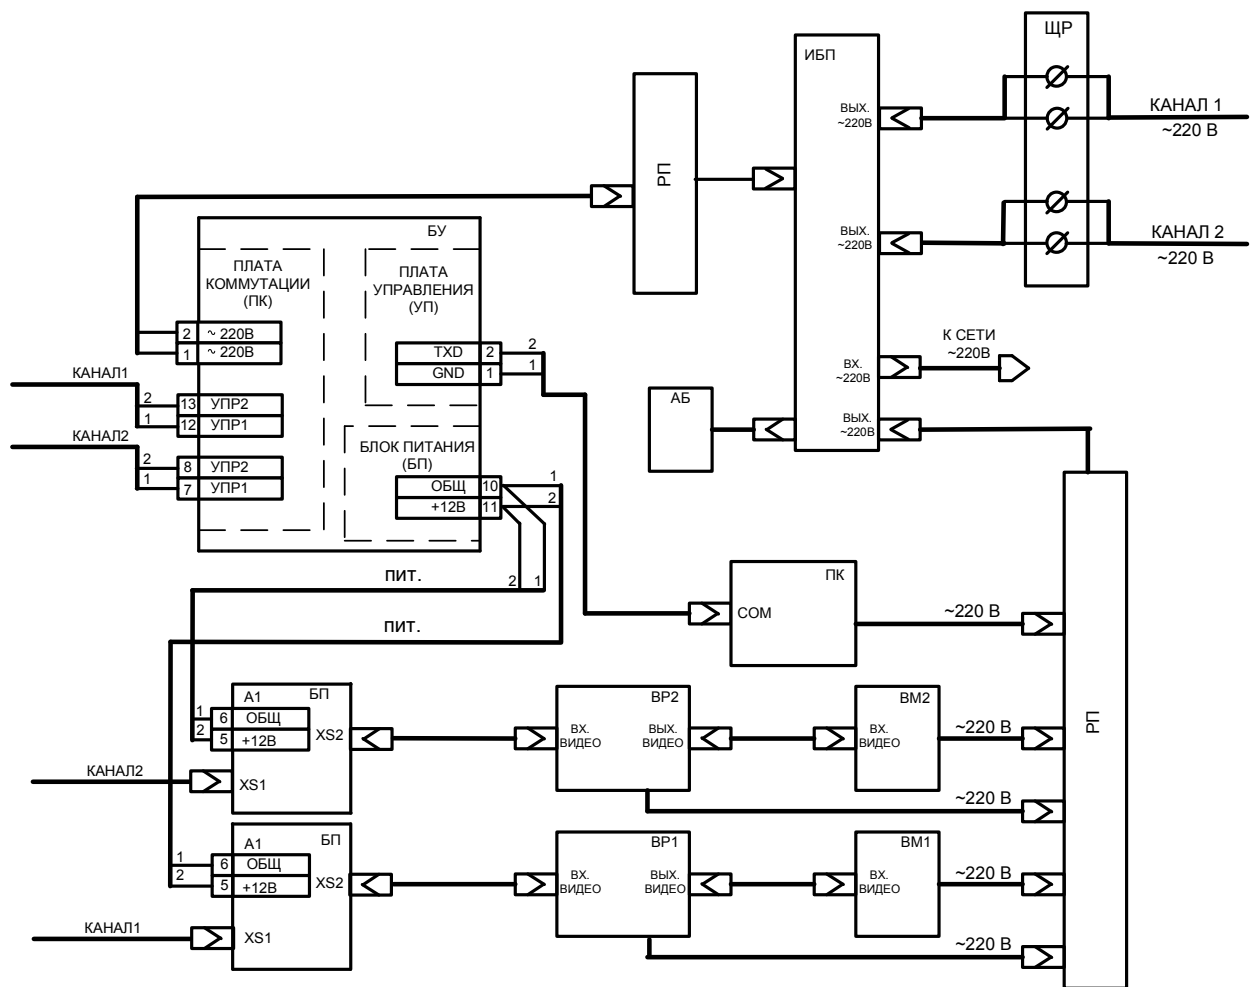 ЩР
ИБП
ВЫХ.
~220В
КАНАЛ 1
~220 В
РП
ВЫХ.
~220В
КАНАЛ 2
~220 В
БУ
ПЛАТА
КОММУТАЦИИ
(ПК)
ПЛАТА
УПРАВЛЕНИЯ
(УП)
2 ~ 220В
1 ~ 220В
TXD 2 2
GND 1 1
К СЕТИ
~220В
ВХ.
~220В
КАНАЛ1
2 13 УПР2
1 12 УПР1
АБ
ВЫХ.
~220В
КАНАЛ2
2 8 УПР2
1 7 УПР1
БЛОК ПИТАНИЯ
(БП)
ОБЩ 10 1
+12В 11 2
ПИТ.
2 1
ПИТ.
ПК
COM
~220 В
РП
А1
БП
1 6 ОБЩ
2 5 +12В
XS2
КАНАЛ2
XS1
ВР2
ВХ.
ВИДЕО
ВЫХ.
ВИДЕО
ВМ2
ВХ.
ВИДЕО
~220 В
~220 В
А1
БП
1 6 ОБЩ
2 5 +12В
XS2
КАНАЛ1
XS1
ВР1
ВХ.
ВИДЕО
ВЫХ.
ВИДЕО
ВМ1
ВХ.
ВИДЕО
~220 В
~220 В